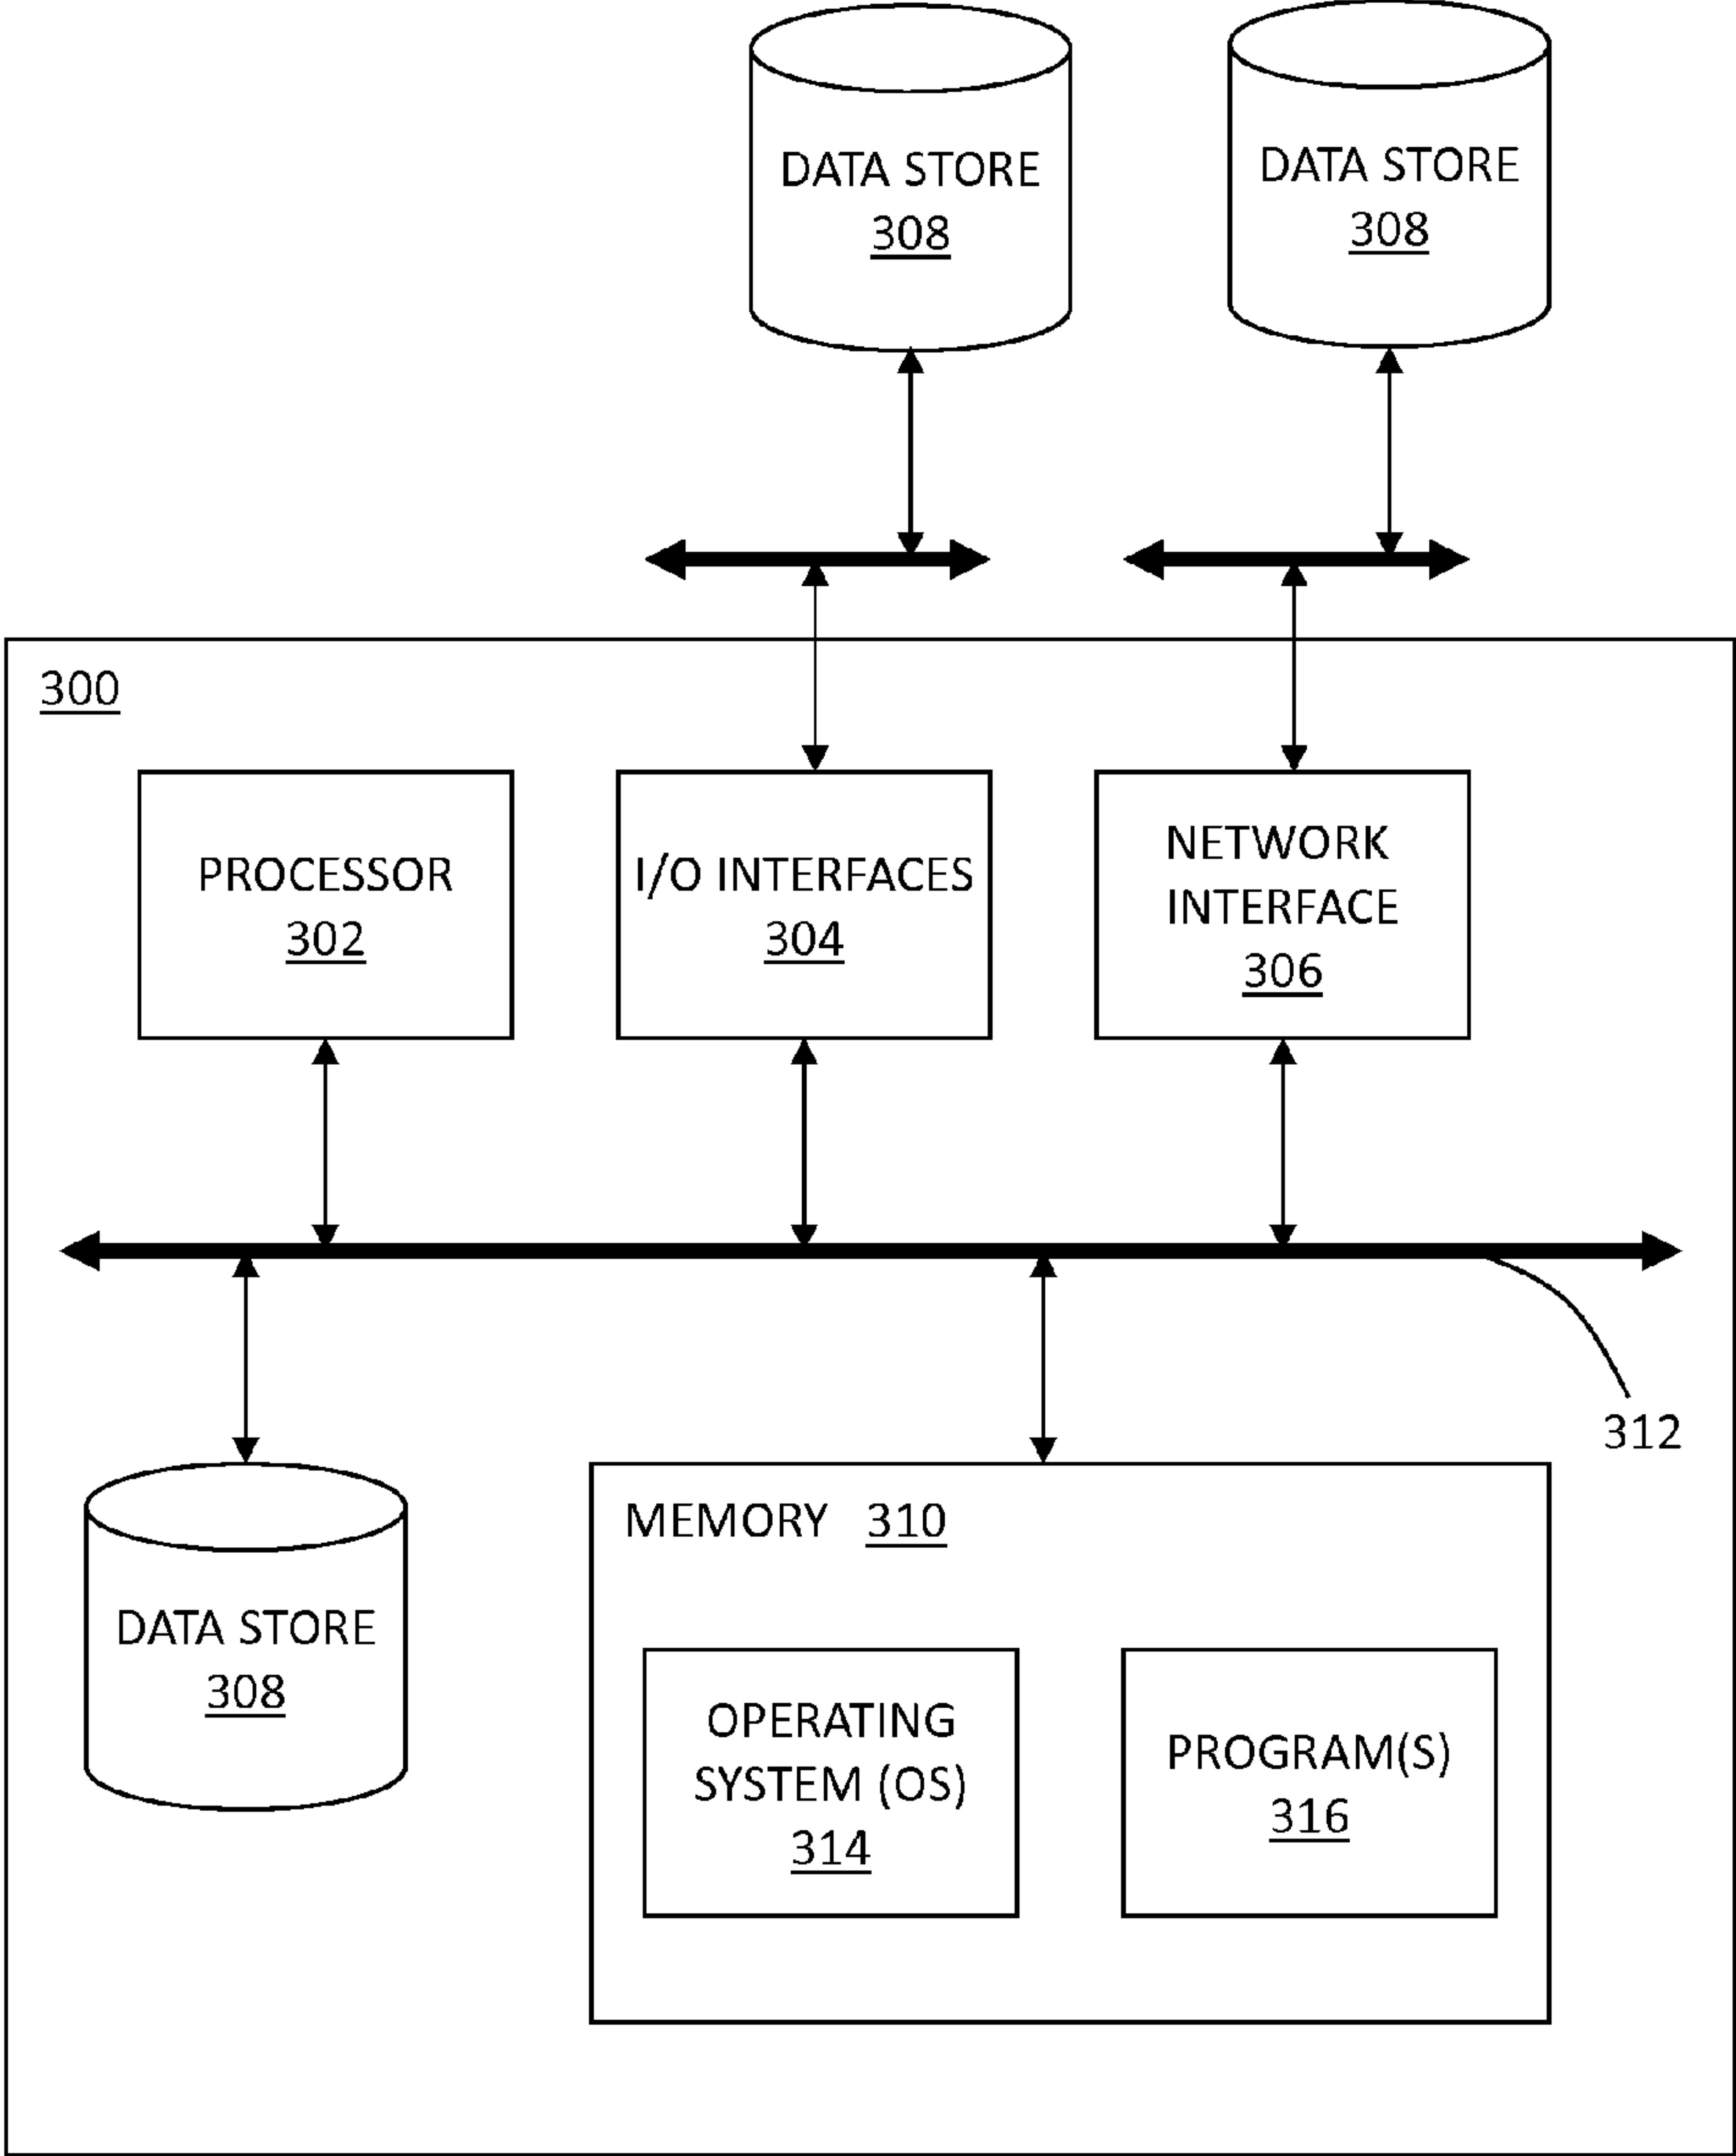 DATA STORE
308
DATA STORE
308
300
PROCESSOR
302
I/O INTERFACES
304
NETWORK
INTERFACE
306
312
DATA STORE
308
MEMORY 310
OPERATING
SYSTEM (OS)
314
PROGRAM(S)
316